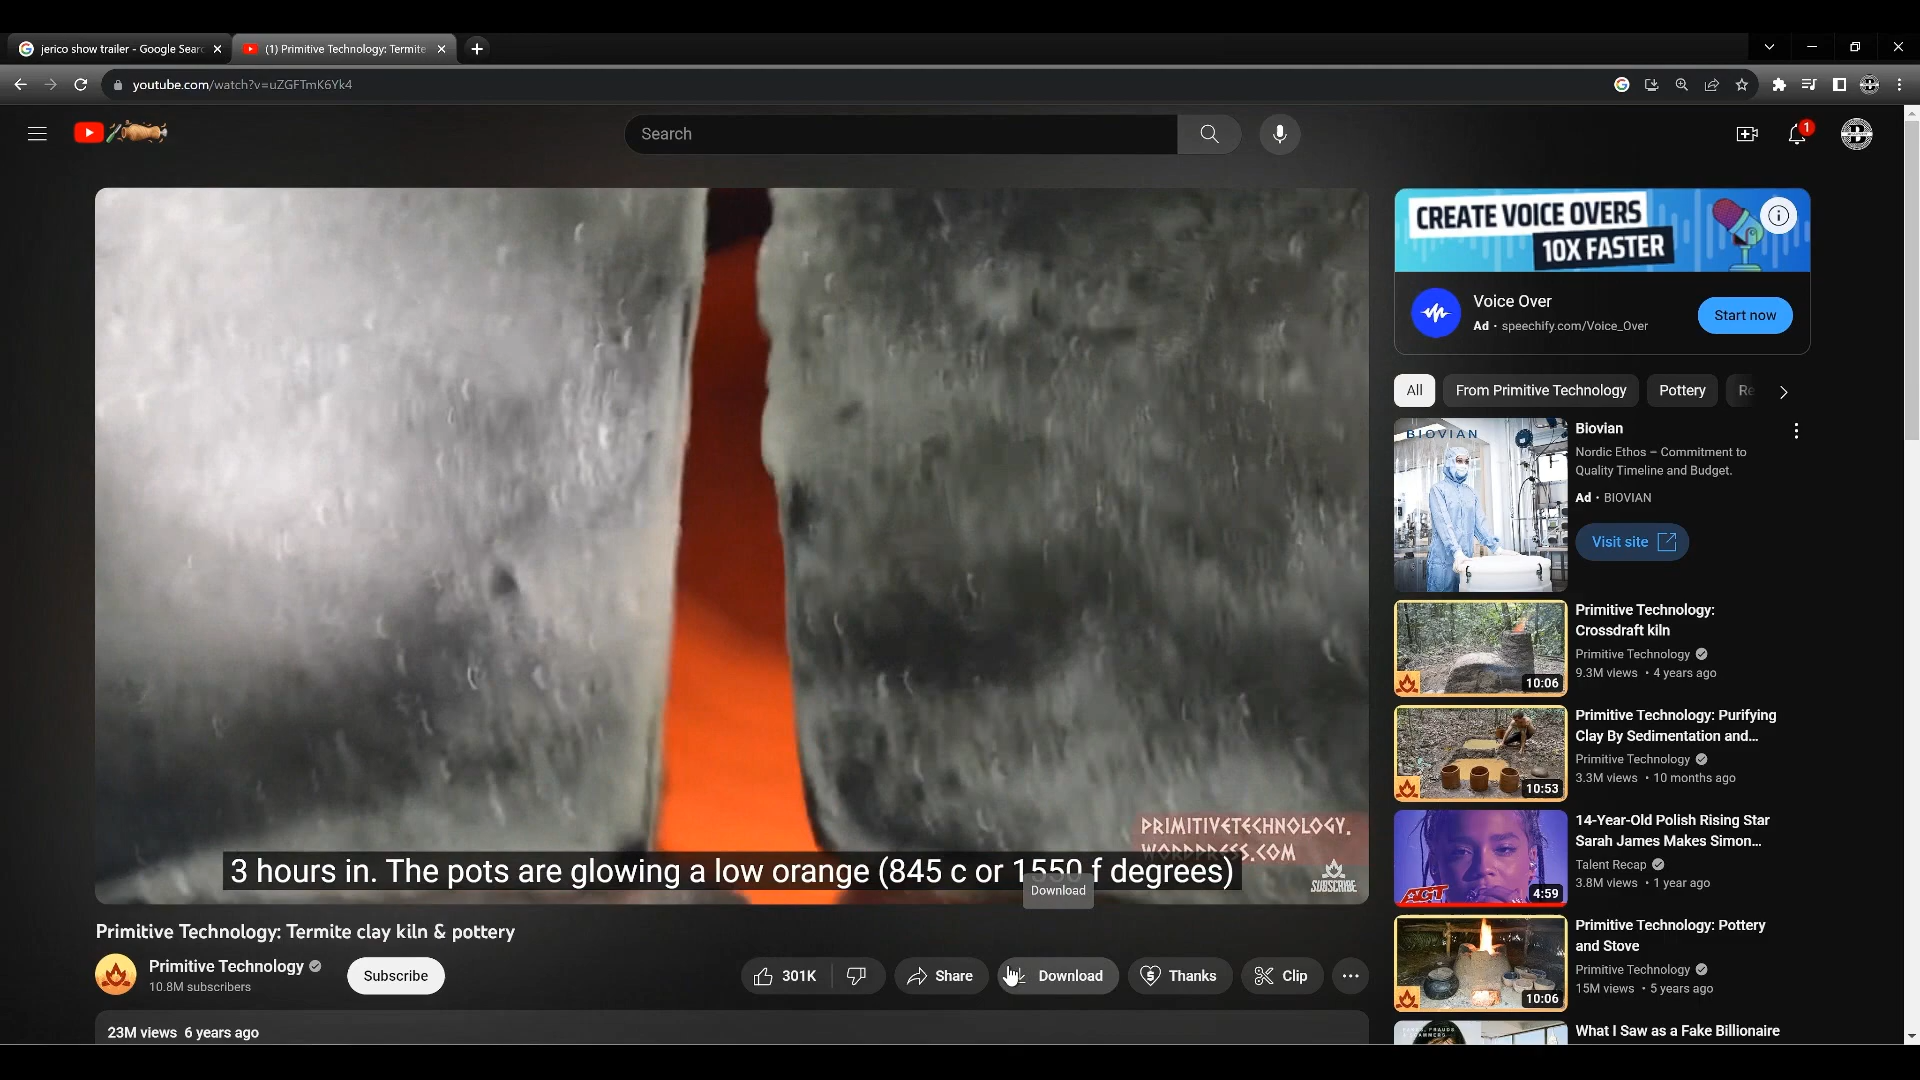 jerico show trailer - Google Searc
(1) Primitive Technology: Termite
youtube.com/watch?v=uZGFTmK6Yk4
Search
1
CREATE VOICE OVERS
10X FASTER
Voice Over
Ad · speechify.com/Voice_Over
Start now
All
From Primitive Technology
Pottery
Re
BIOVIAN
Biovian
Nordic Ethos – Commitment to
Quality Timeline and Budget.
Ad · BIOVIAN
Visit site
Primitive Technology:
Crossdraft kiln
Primitive Technology
9.3M views · 4 years ago
10:06
Primitive Technology: Purifying
Clay By Sedimentation and...
Primitive Technology
3.3M views · 10 months ago
10:53
14-Year-Old Polish Rising Star
Sarah James Makes Simon...
Talent Recap
3.8M views · 1 year ago
AGT
4:59
Primitive Technology: Pottery
and Stove
Primitive Technology
15M views · 5 years ago
10:06
What I Saw as a Fake Billionaire
PRIMITIVETECHNOLOGY.
WORDPRESS.COM
SUBSCRIBE
3 hours in. The pots are glowing a low orange (845 c or 1550 f degrees)
Download
Primitive Technology: Termite clay kiln & pottery
Primitive Technology
10.8M subscribers
Subscribe
301K
Share
Download
Thanks
Clip
23M views 6 years ago